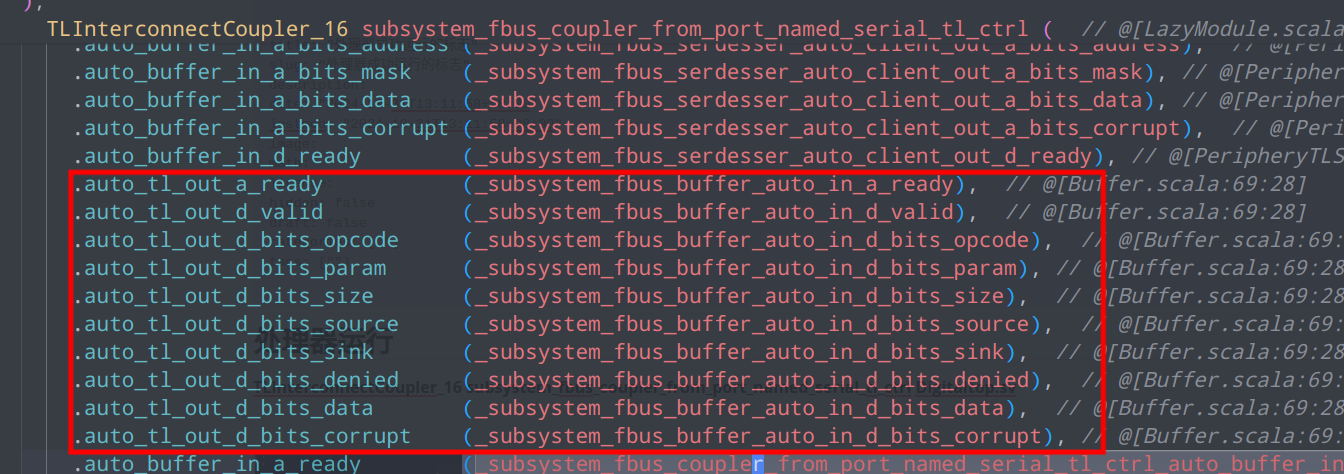 ),
TLInterconnectCoupler_16 subsystem_fbus_coupler_from_port_named_serial_tl_ctrl ( // @[LazyModule.scala
.auto_buffer_in_a_bits_address (_subsystem_fbus_serdesser_auto_client_out_a_bits_address), // @[Peri
.auto_buffer_in_a_bits_mask (_subsystem_fbus_serdesser_auto_client_out_a_bits_mask), // @[Peripher
.auto_buffer_in_a_bits_data (_subsystem_fbus_serdesser_auto_client_out_a_bits_data), // @[Peripher
.auto_buffer_in_a_bits_corrupt (_subsystem_fbus_serdesser_auto_client_out_a_bits_corrupt), // @[Peri
.auto_buffer_in_d_ready (_subsystem_fbus_serdesser_auto_client_out_d_ready), // @[PeripheryTLS
.auto_tl_out_a_ready (_subsystem_fbus_buffer_auto_in_a_ready), // @[Buffer.scala:69:28]
.auto_tl_out_d_valid (_subsystem_fbus_buffer_auto_in_d_valid), // @[Buffer.scala:69:28]
.auto_tl_out_d_bits_opcode (_subsystem_fbus_buffer_auto_in_d_bits_opcode), // @[Buffer.scala:69:
.auto_tl_out_d_bits_param (_subsystem_fbus_buffer_auto_in_d_bits_param), // @[Buffer.scala:69:28
.auto_tl_out_d_bits_size (_subsystem_fbus_buffer_auto_in_d_bits_size), // @[Buffer.scala:69:28
.auto_tl_out_d_bits_source (_subsystem_fbus_buffer_auto_in_d_bits_source), // @[Buffer.scala:69:
.auto_tl_out_d_bits_sink (_subsystem_fbus_buffer_auto_in_d_bits_sink), // @[Buffer.scala:69:28
.auto_tl_out_d_bits_denied (_subsystem_fbus_buffer_auto_in_d_bits_denied), // @[Buffer.scala:69:
.auto_tl_out_d_bits_data (_subsystem_fbus_buffer_auto_in_d_bits_data), // @[Buffer.scala:69:28
.auto_tl_out_d_bits_corrupt (_subsystem_fbus_buffer_auto_in_d_bits_corrupt), // @[Buffer.scala:69:
.auto_buffer_in_a_ready (_subsystem_fbus_coupler_from_port_named_serial_tl_ctrl_auto_buffer_in